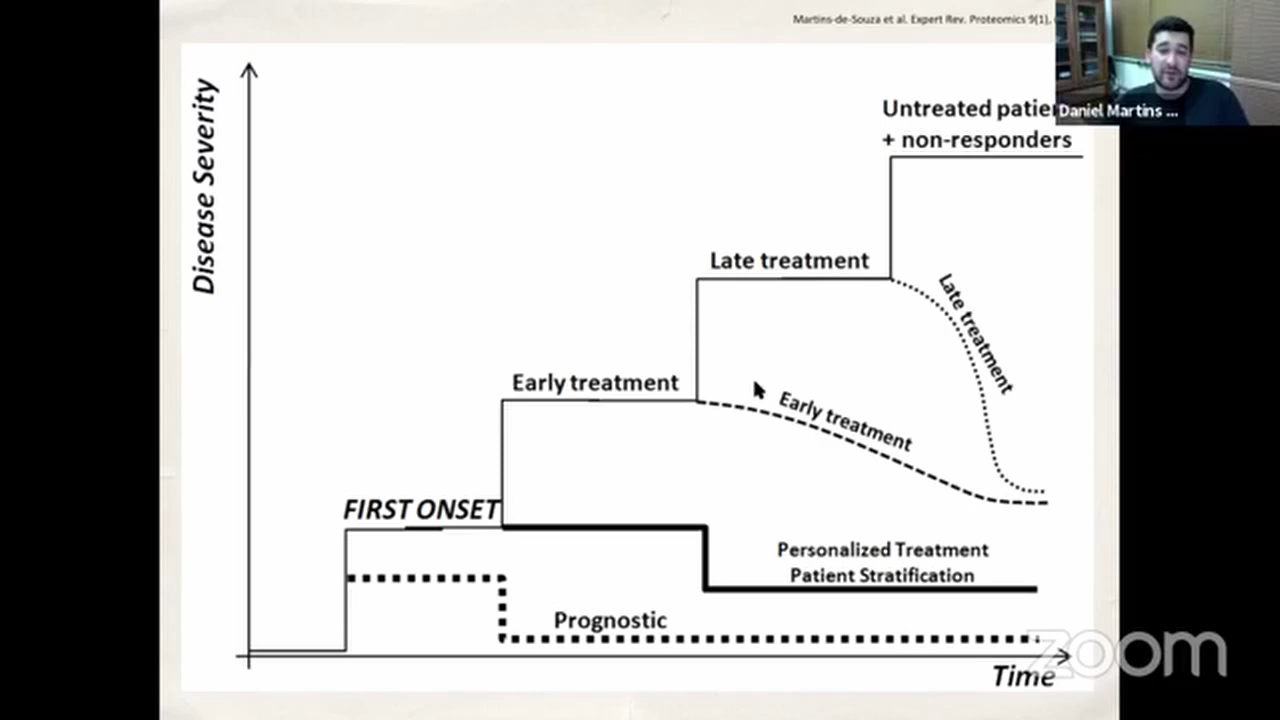 Martins-de-Souza et al. Expert Rev. Proteomics 9(1),
Disease Severity
Untreated
+ non-responders
Daniel Martins ...
Late treatment
Late treatment
Early treatment
Early treatment
FIRST ONSET
Personalized Treatment
Patient Stratification
Prognostic
zoom
Time